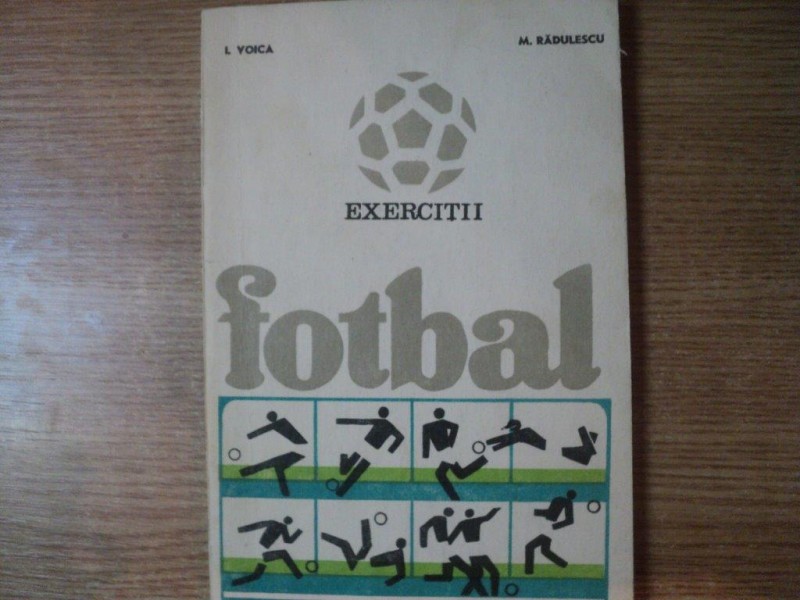 I. VOICA
M. RĂDULESCU
EXERCIȚII
fotbal